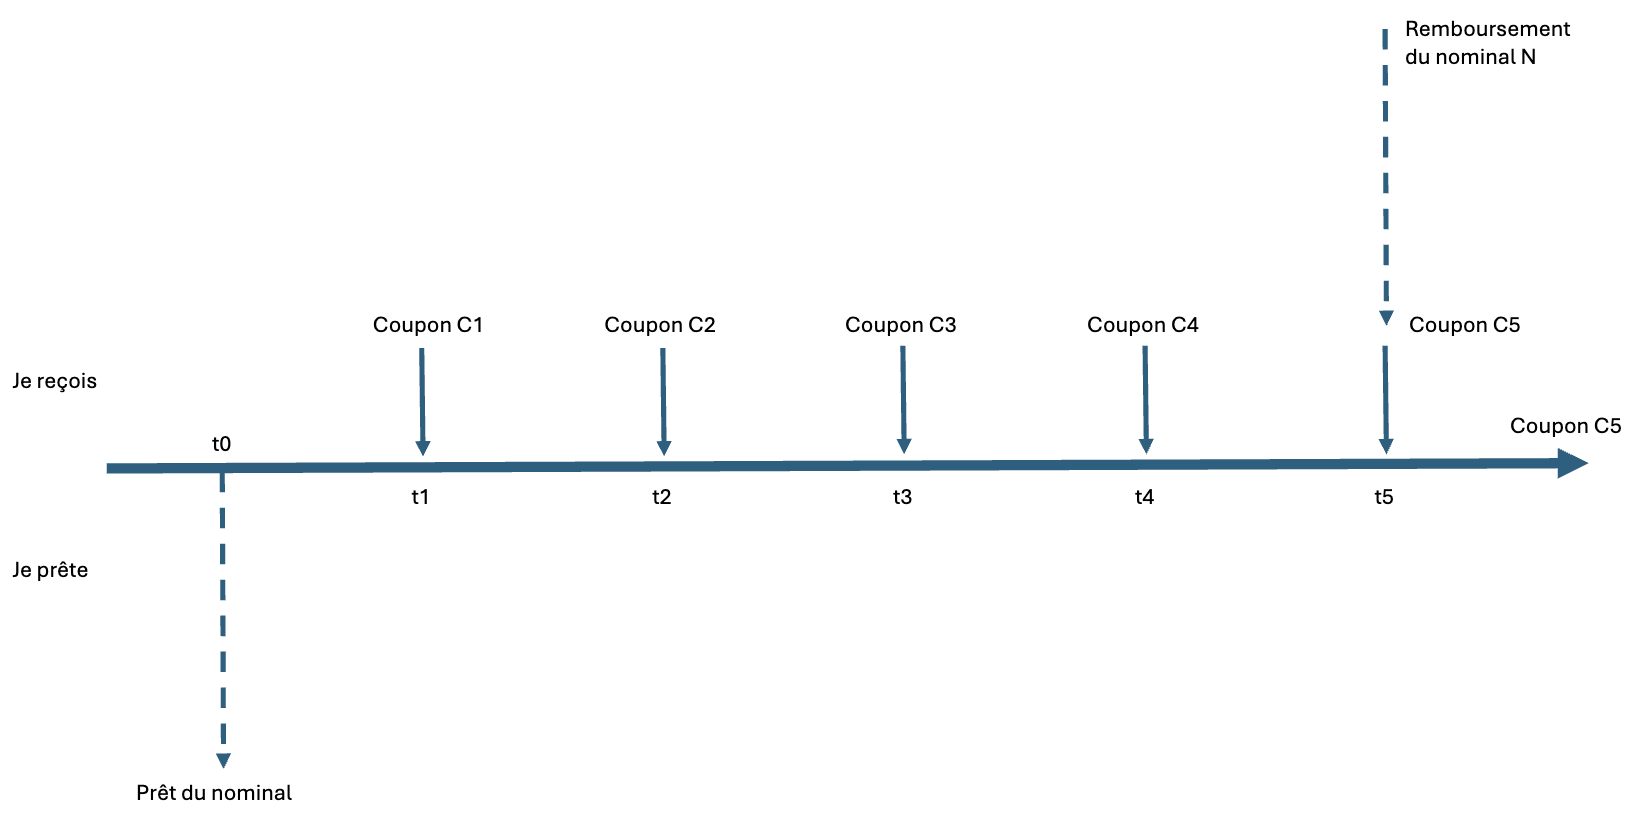 Remboursement
du nominal N
Coupon C1
Coupon C2
Coupon C3
Coupon C4
Coupon C5
Je reçois
Coupon C5
t0
t1
t2
t3
t4
t5
Je prête
Prêt du nominal